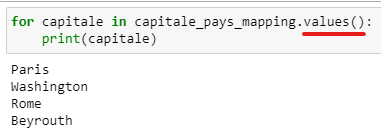 for capitale in capitale_pays_mapping.values():
    print(capitale)
Paris
Washington
Rome
Beyrouth